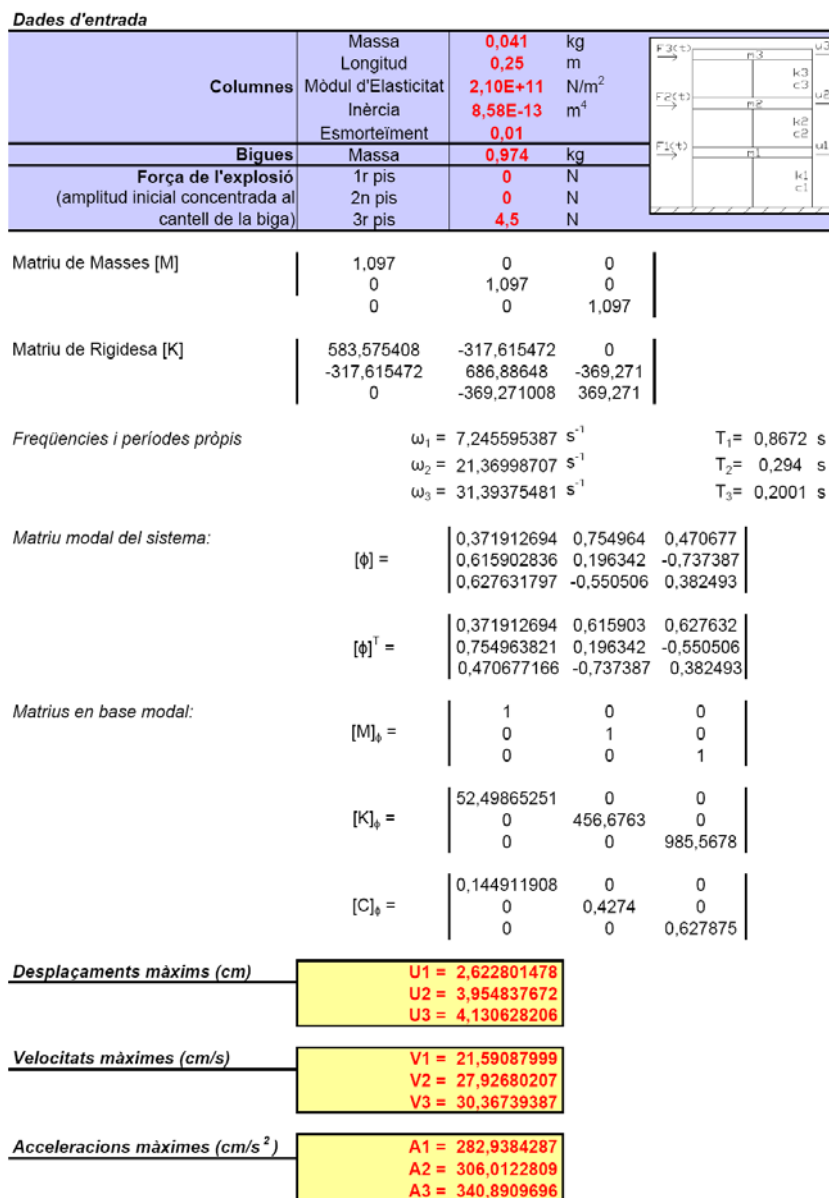 Dades d'entrada
Columnes
Massa 0,041 kg
Longitud 0,25 m
Mòdul d'Elasticitat 2,10E+11 N/m²
Inèrcia 8,58E-13 m⁴
Esmorteïment 0,01
Bigues Massa 0,974 kg
Força de l'explosió 1r pis 0 N
(amplitud inicial concentrada al 2n pis 0 N
cantell de la biga) 3r pis 4,5 N
F3(t) m3 u3
k3
c3
F2(t) m2 u2
k2
c2
F1(t) m1 u1
k1
c1
Matriu de Masses [M] 1,097 0 0
0 1,097 0
0 0 1,097
Matriu de Rigidesa [K] 583,575408 -317,615472 0
-317,615472 686,88648 -369,271
0 -369,271008 369,271
Freqüencies i períodes pròpis ω₁ = 7,245595387 s⁻¹ T₁= 0,8672 s
ω₂ = 21,36998707 s⁻¹ T₂= 0,294 s
ω₃ = 31,39375481 s⁻¹ T₃= 0,2001 s
Matriu modal del sistema:
0,371912694 0,754964 0,470677
[ϕ] = 0,615902836 0,196342 -0,737387
0,627631797 -0,550506 0,382493
0,371912694 0,615903 0,627632
[ϕ]ᵀ = 0,754963821 0,196342 -0,550506
0,470677166 -0,737387 0,382493
Matrius en base modal: 1 0 0
[M]ᵩ = 0 1 0
0 0 1
52,49865251 0 0
[K]ᵩ = 0 456,6763 0
0 0 985,5678
0,144911908 0 0
[C]ᵩ = 0 0,4274 0
0 0 0,627875
Desplaçaments màxims (cm) U1 = 2,622801478
U2 = 3,954837672
U3 = 4,130628206
Velocitats màximes (cm/s) V1 = 21,59087999
V2 = 27,92680207
V3 = 30,36739387
Acceleracions màximes (cm/s²) A1 = 282,9384287
A2 = 306,0122809
A3 = 340,8909696